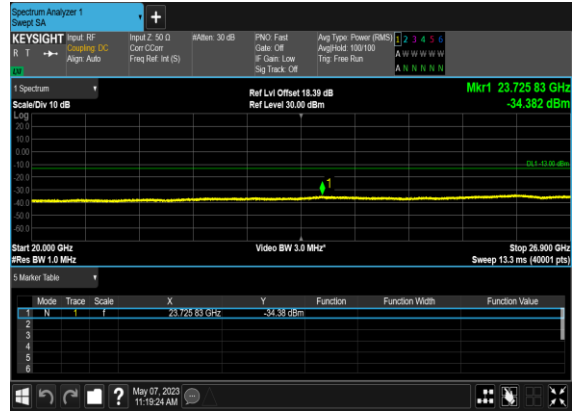 Spectrum Analyzer 1
Swept SA
+
KEYSIGHT Input: RF Input Z: 50 Ω #Atten: 30 dB PNO: Fast Avg Type: Power (RMS) 1 2 3 4 5 6
R T Coupling: DC Corr CCorr Gate: Off Avg|Hold: 100/100 A W W W W W
Align: Auto Freq Ref: Int (S) IF Gain: Low Trig: Free Run
Sig Track: Off A N N N N N
1 Spectrum Ref Lvl Offset 18.39 dB Mkr1 23.725 83 GHz
Scale/Div 10 dB Ref Level 30.00 dBm -34.382 dBm
Log
20.0
10.0
0.00
-10.0 DL1 -13.00 dBm
-20.0
1
-30.0
-40.0
-50.0
-60.0
Start 20.000 GHz Video BW 3.0 MHz* Stop 26.900 GHz
#Res BW 1.0 MHz Sweep 13.3 ms (40001 pts)
5 Marker Table
Mode Trace Scale X Y Function Function Width Function Value
1 N 1 f 23.725 83 GHz -34.38 dBm
2
3
4
5
6
? May 07, 2023
11:19:24 AM